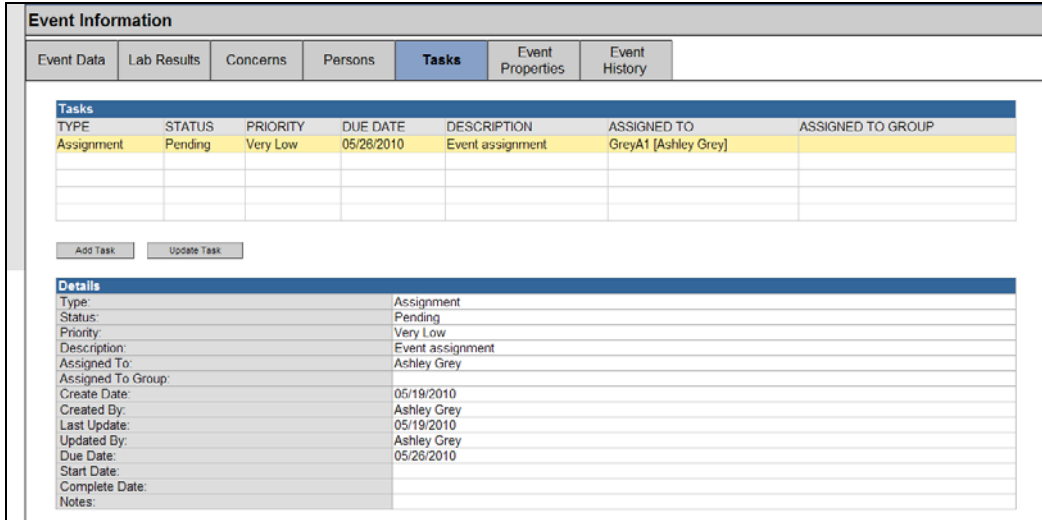 Event Information
Event Data Lab Results Concerns Persons Tasks Event Properties Event History
Tasks
TYPE STATUS PRIORITY DUE DATE DESCRIPTION ASSIGNED TO ASSIGNED TO GROUP
Assignment Pending Very Low 05/26/2010 Event assignment GreyA1 [Ashley Grey]
Add Task Update Task
Details
Type: Assignment
Status: Pending
Priority: Very Low
Description: Event assignment
Assigned To: Ashley Grey
Assigned To Group:
Create Date: 05/19/2010
Created By: Ashley Grey
Last Update: 05/19/2010
Updated By: Ashley Grey
Due Date: 05/26/2010
Start Date:
Complete Date:
Notes: